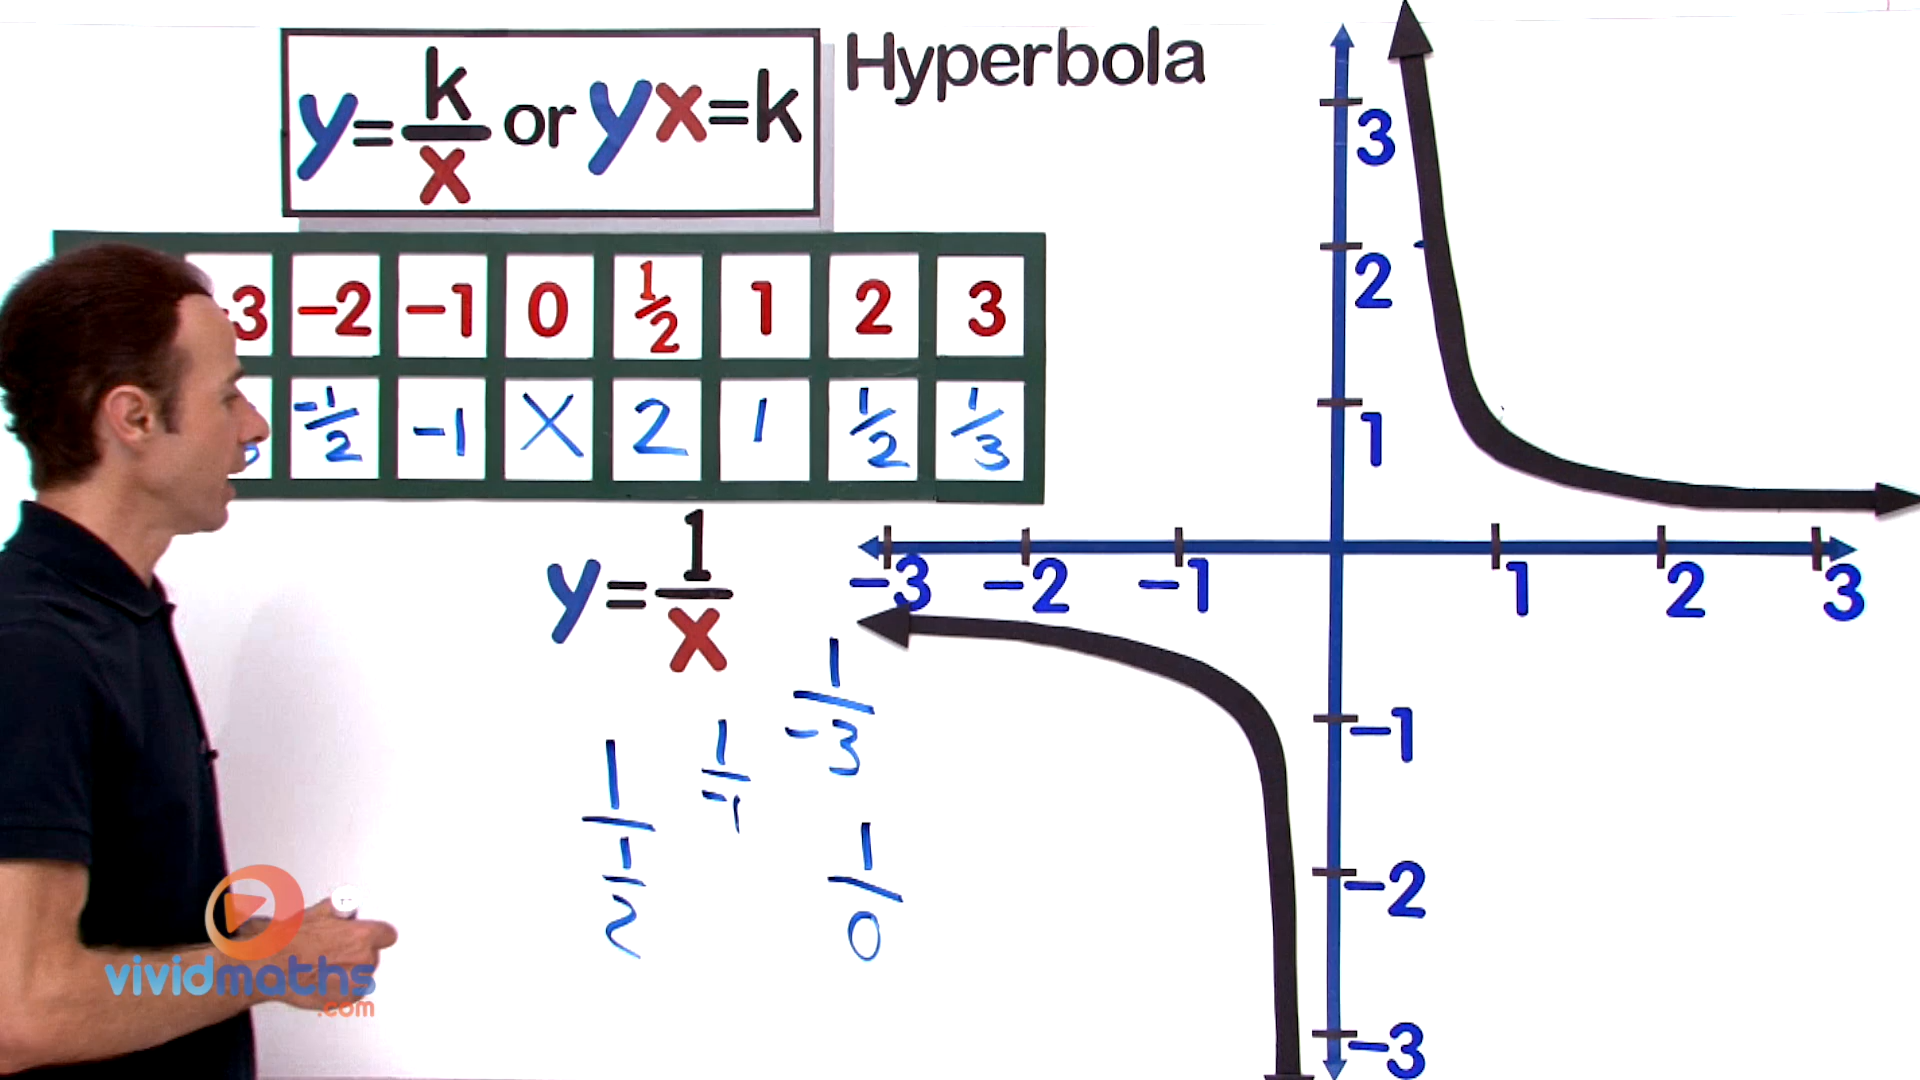 y = k/x or yx = k
Hyperbola
-3 -2 -1 0 1/2 1 2 3
-1/2 -1 X 2 1 1/2 1/3
y = 1/x
1/-3
1/-1
1/1/2
1/0
3
2
1
-3 -2 -1 1 2 3
-1
-2
-3
vividmaths
.com